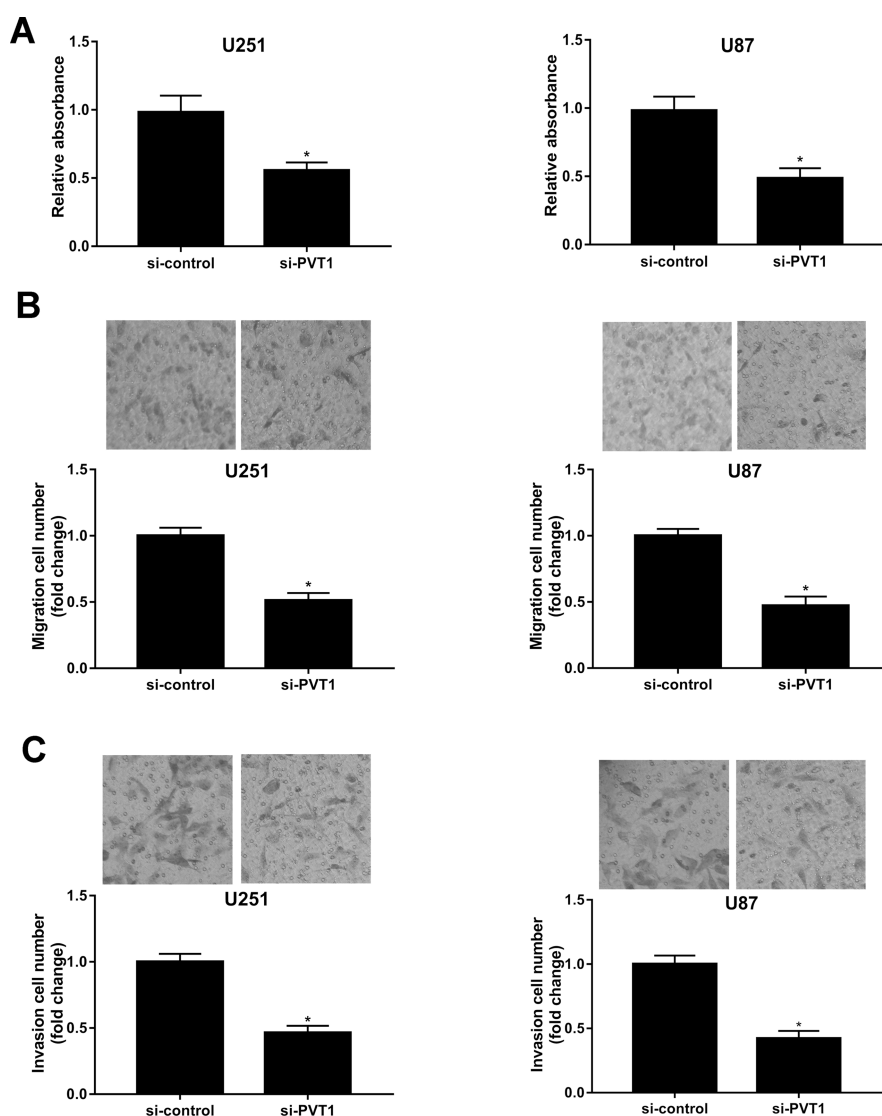 A
U251
U87
Relative absorbance
1.5
1.0
0.5
0.0
*
si-control
si-PVT1
Relative absorbance
1.5
1.0
0.5
0.0
*
si-control
si-PVT1
B
U251
U87
Migration cell number
(fold change)
1.5
1.0
0.5
0.0
*
si-control
si-PVT1
Migration cell number
(fold change)
1.5
1.0
0.5
0.0
*
si-control
si-PVT1
C
U251
U87
Invasion cell number
(fold change)
1.5
1.0
0.5
0.0
*
si-control
si-PVT1
Invasion cell number
(fold change)
1.5
1.0
0.5
0.0
*
si-control
si-PVT1